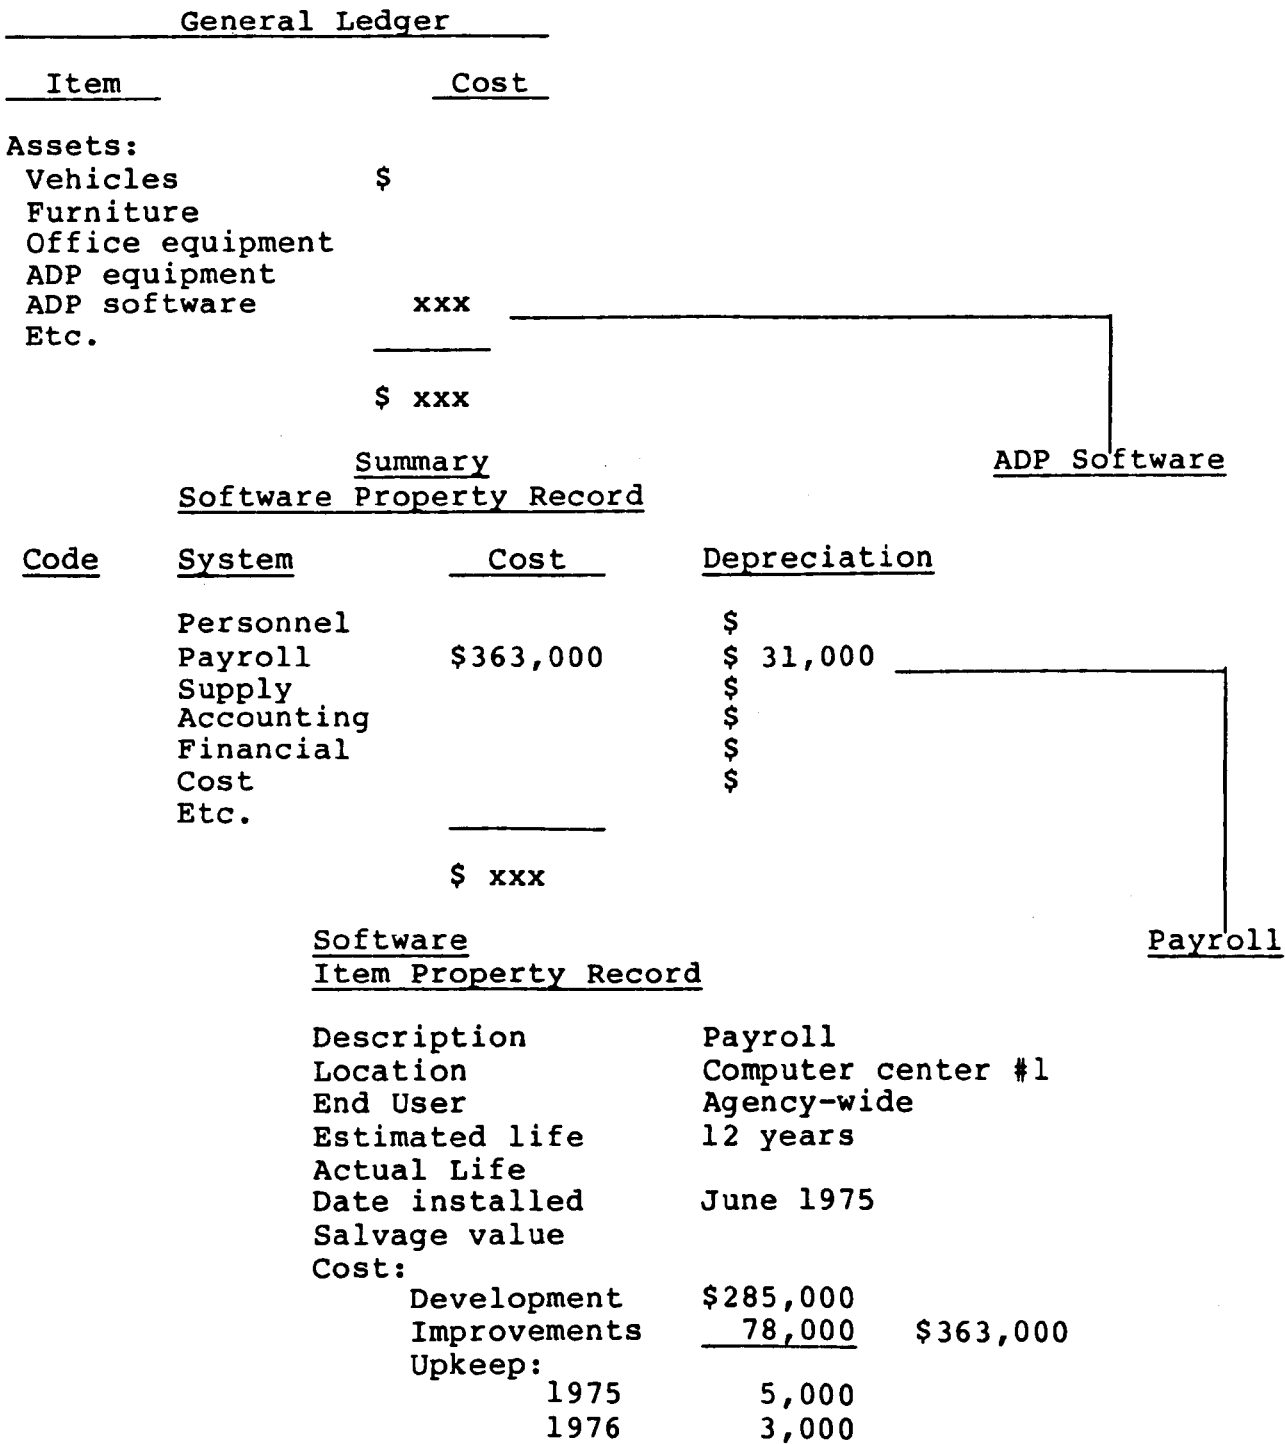 General Ledger
Item Cost
Assets:
Vehicles $
Furniture
Office equipment
ADP equipment
ADP software xxx
Etc.
$ xxx
Summary ADP Software
Software Property Record
Code System Cost Depreciation
Personnel $
Payroll $363,000 $ 31,000
Supply $
Accounting $
Financial $
Cost $
Etc.
$ xxx
Software Payroll
Item Property Record
Description Payroll
Location Computer center #1
End User Agency-wide
Estimated life 12 years
Actual Life
Date installed June 1975
Salvage value
Cost:
Development $285,000
Improvements 78,000 $363,000
Upkeep:
1975 5,000
1976 3,000